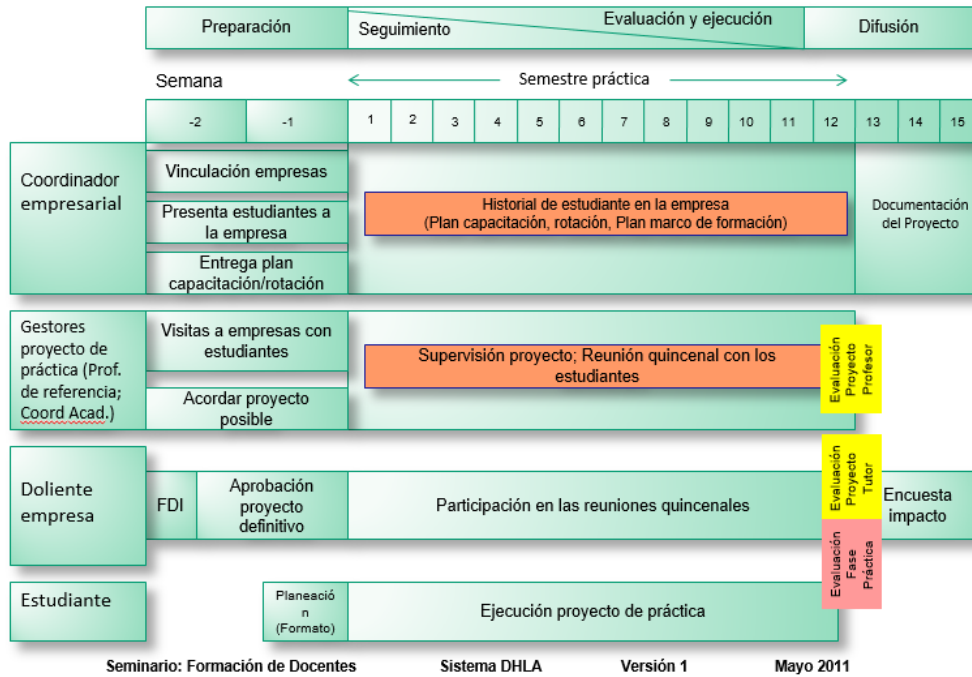 Preparación
Seguimiento
Evaluación y ejecución
Difusión
Semana
Semestre práctica
-2 -1 1 2 3 4 5 6 7 8 9 10 11 12 13 14 15
Coordinador
empresarial
Vinculación empresas
Presenta estudiantes a
la empresa
Entrega plan
capacitación/rotación
Historial de estudiante en la empresa
(Plan capacitación, rotación, Plan marco de formación)
Documentación
del Proyecto
Gestores
proyecto de
práctica (Prof.
de referencia;
Coord Acad.)
Visitas a empresas con
estudiantes
Acordar proyecto
posible
Supervisión proyecto; Reunión quincenal con los
estudiantes
Evaluación
Proyecto
Profesor
Doliente
empresa
FDI
Aprobación
proyecto
definitivo
Participación en las reuniones quincenales
Evaluación
Proyecto
Tutor
Encuesta
impacto
Evaluación
Fase
Práctica
Estudiante
Planeació
n
(Formato)
Ejecución proyecto de práctica
Seminario: Formación de Docentes Sistema DHLA Versión 1 Mayo 2011